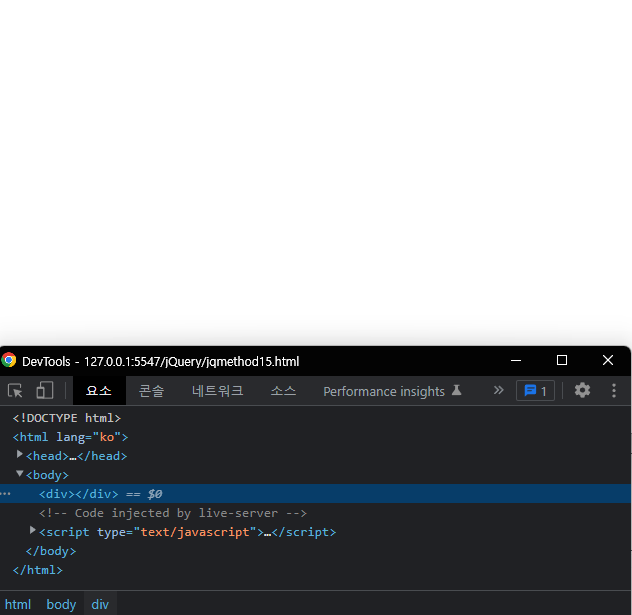 DevTools - 127.0.0.1:5547/jQuery/jqmethod15.html
요소 콘솔 네트워크 소스 Performance insights » 1
<!DOCTYPE html>
<html lang="ko">
<head>…</head>
<body>
<div></div> == $0
<!-- Code injected by live-server -->
<script type="text/javascript">…</script>
</body>
</html>
html body div